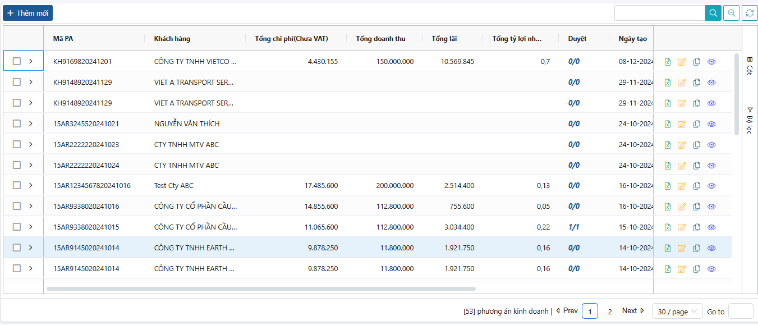 + Thêm mới
Mã PA Khách hàng Tổng chi phí(Chưa VAT) Tổng doanh thu Tổng lãi Tổng tỷ lợi nh... Duyệt Ngày tạo
KH9169820241201 CÔNG TY TNHH VIETCO ... 4.430.155 150.000.000 10.569.845 0,7 0/0 08-12-2024
KH9148920241129 VIET A TRANSPORT SER... 0/0 29-11-2024
KH9148920241129 VIET A TRANSPORT SER... 0/0 29-11-2024
15AR3245520241021 NGUYỄN VĂN THÍCH 0/0 24-10-2024
15AR2222220241023 CTY TNHH MTV ABC 0/0 24-10-2024
15AR2222220241024 CTY TNHH MTV ABC 0/0 24-10-2024
15AR1234567820241016 Test Cty ABC 17.485.600 200.000.000 2.514.400 0,13 0/0 16-10-2024
15AR9338020241016 CÔNG TY CỔ PHẦN CẦU... 14.855.600 112.800.000 755.600 0,05 0/0 16-10-2024
15AR9338020241015 CÔNG TY CỔ PHẦN CẦU... 11.065.600 112.800.000 3.034.400 0,22 1/1 15-10-2024
15AR9145020241014 CÔNG TY TNHH EARTH ... 9.878.250 11.800.000 1.921.750 0,16 0/0 14-10-2024
15AR9145020241014 CÔNG TY TNHH EARTH ... 9.878.250 11.800.000 1.921.750 0,16 0/0 14-10-2024
Cột
Bộ lọc
[53] phương án kinh doanh | Prev 1 2 Next 30 / page Go to